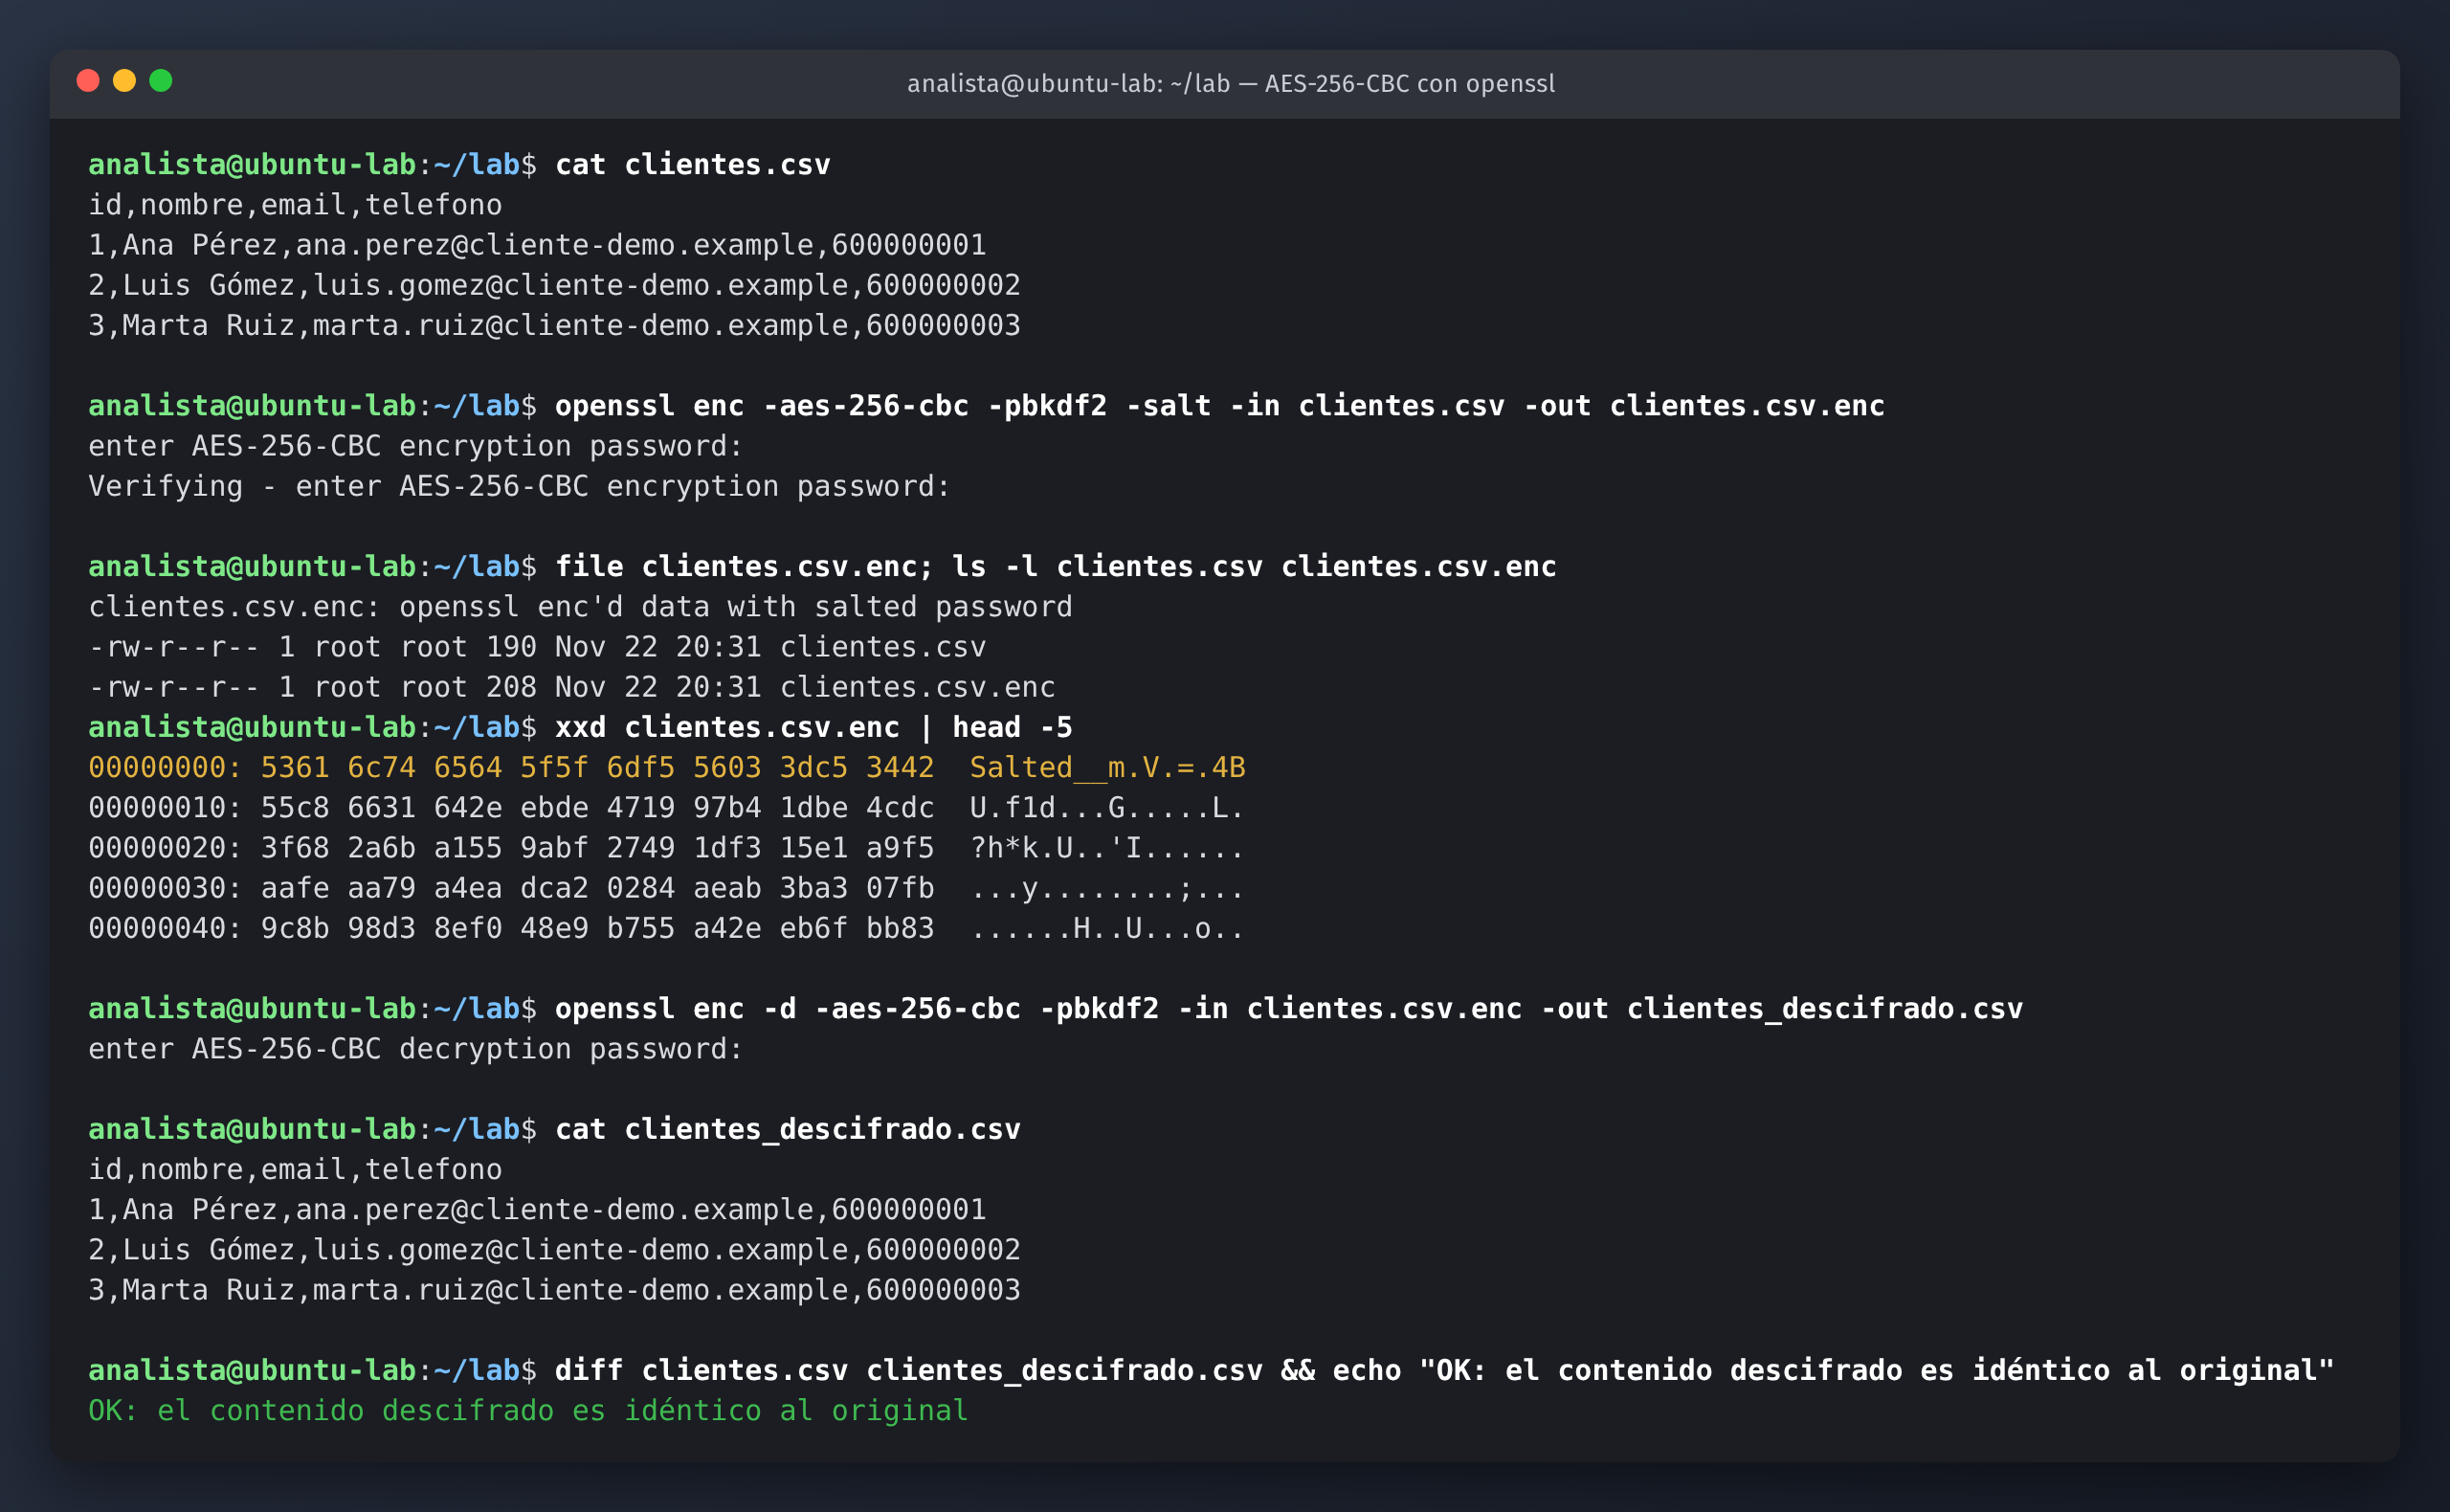 analista@ubuntu-lab: ~/lab — AES-256-CBC con openssl
analista@ubuntu-lab:~/lab$ cat clientes.csv
id,nombre,email,telefono
1,Ana Pérez,ana.perez@cliente-demo.example,600000001
2,Luis Gómez,luis.gomez@cliente-demo.example,600000002
3,Marta Ruiz,marta.ruiz@cliente-demo.example,600000003
analista@ubuntu-lab:~/lab$ openssl enc -aes-256-cbc -pbkdf2 -salt -in clientes.csv -out clientes.csv.enc
enter AES-256-CBC encryption password:
Verifying - enter AES-256-CBC encryption password:
analista@ubuntu-lab:~/lab$ file clientes.csv.enc; ls -l clientes.csv clientes.csv.enc
clientes.csv.enc: openssl enc'd data with salted password
-rw-r--r-- 1 root root 190 Nov 22 20:31 clientes.csv
-rw-r--r-- 1 root root 208 Nov 22 20:31 clientes.csv.enc
analista@ubuntu-lab:~/lab$ xxd clientes.csv.enc | head -5
00000000: 5361 6c74 6564 5f5f 6df5 5603 3dc5 3442  Salted__m.V.=.4B
00000010: 55c8 6631 642e ebde 4719 97b4 1dbe 4cdc  U.f1d...G.....L.
00000020: 3f68 2a6b a155 9abf 2749 1df3 15e1 a9f5  ?h*k.U..'I......
00000030: aafe aa79 a4ea dca2 0284 aeab 3ba3 07fb  ...y........;...
00000040: 9c8b 98d3 8ef0 48e9 b755 a42e eb6f bb83  ......H..U...o..
analista@ubuntu-lab:~/lab$ openssl enc -d -aes-256-cbc -pbkdf2 -in clientes.csv.enc -out clientes_descifrado.csv
enter AES-256-CBC decryption password:
analista@ubuntu-lab:~/lab$ cat clientes_descifrado.csv
id,nombre,email,telefono
1,Ana Pérez,ana.perez@cliente-demo.example,600000001
2,Luis Gómez,luis.gomez@cliente-demo.example,600000002
3,Marta Ruiz,marta.ruiz@cliente-demo.example,600000003
analista@ubuntu-lab:~/lab$ diff clientes.csv clientes_descifrado.csv && echo "OK: el contenido descifrado es idéntico al original"
OK: el contenido descifrado es idéntico al original